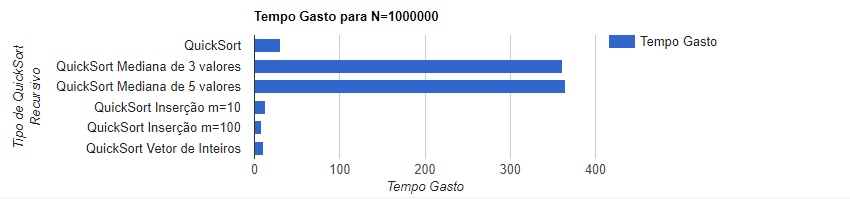 Tempo Gasto para N=1000000
Tempo Gasto
Tipo de QuickSort
Recursivo
QuickSort
QuickSort Mediana de 3 valores
QuickSort Mediana de 5 valores
QuickSort Inserção m=10
QuickSort Inserção m=100
QuickSort Vetor de Inteiros
0 100 200 300 400
Tempo Gasto